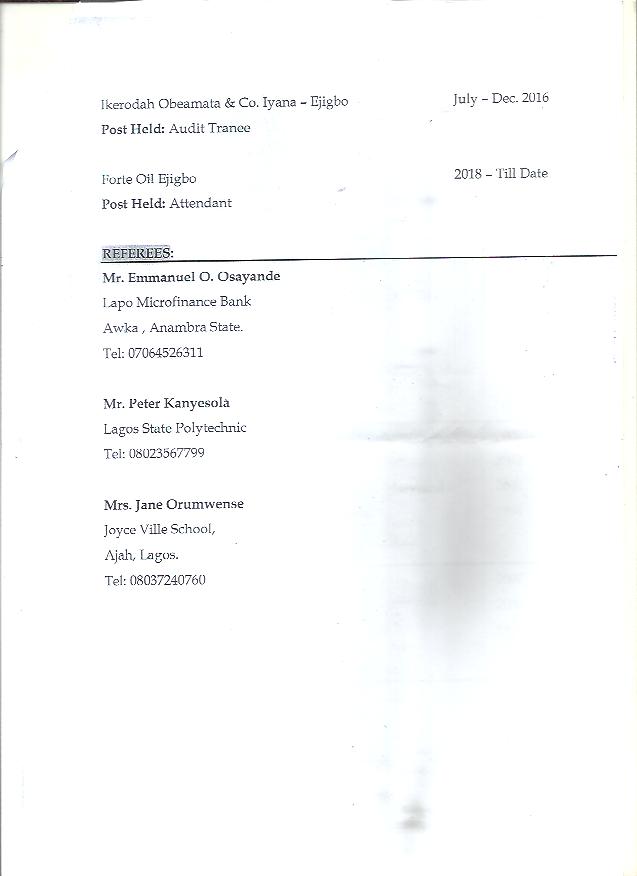 Ikerodah Obeamata & Co. Iyana – Ejigbo July – Dec. 2016
Post Held: Audit Tranee
Forte Oil Ejigbo 2018 – Till Date
Post Held: Attendant
REFEREES:
Mr. Emmanuel O. Osayande
Lapo Microfinance Bank
Awka , Anambra State.
Tel: 07064526311
Mr. Peter Kanyesola
Lagos State Polytechnic
Tel: 08023567799
Mrs. Jane Orumwense
Joyce Ville School,
Ajah, Lagos.
Tel: 08037240760